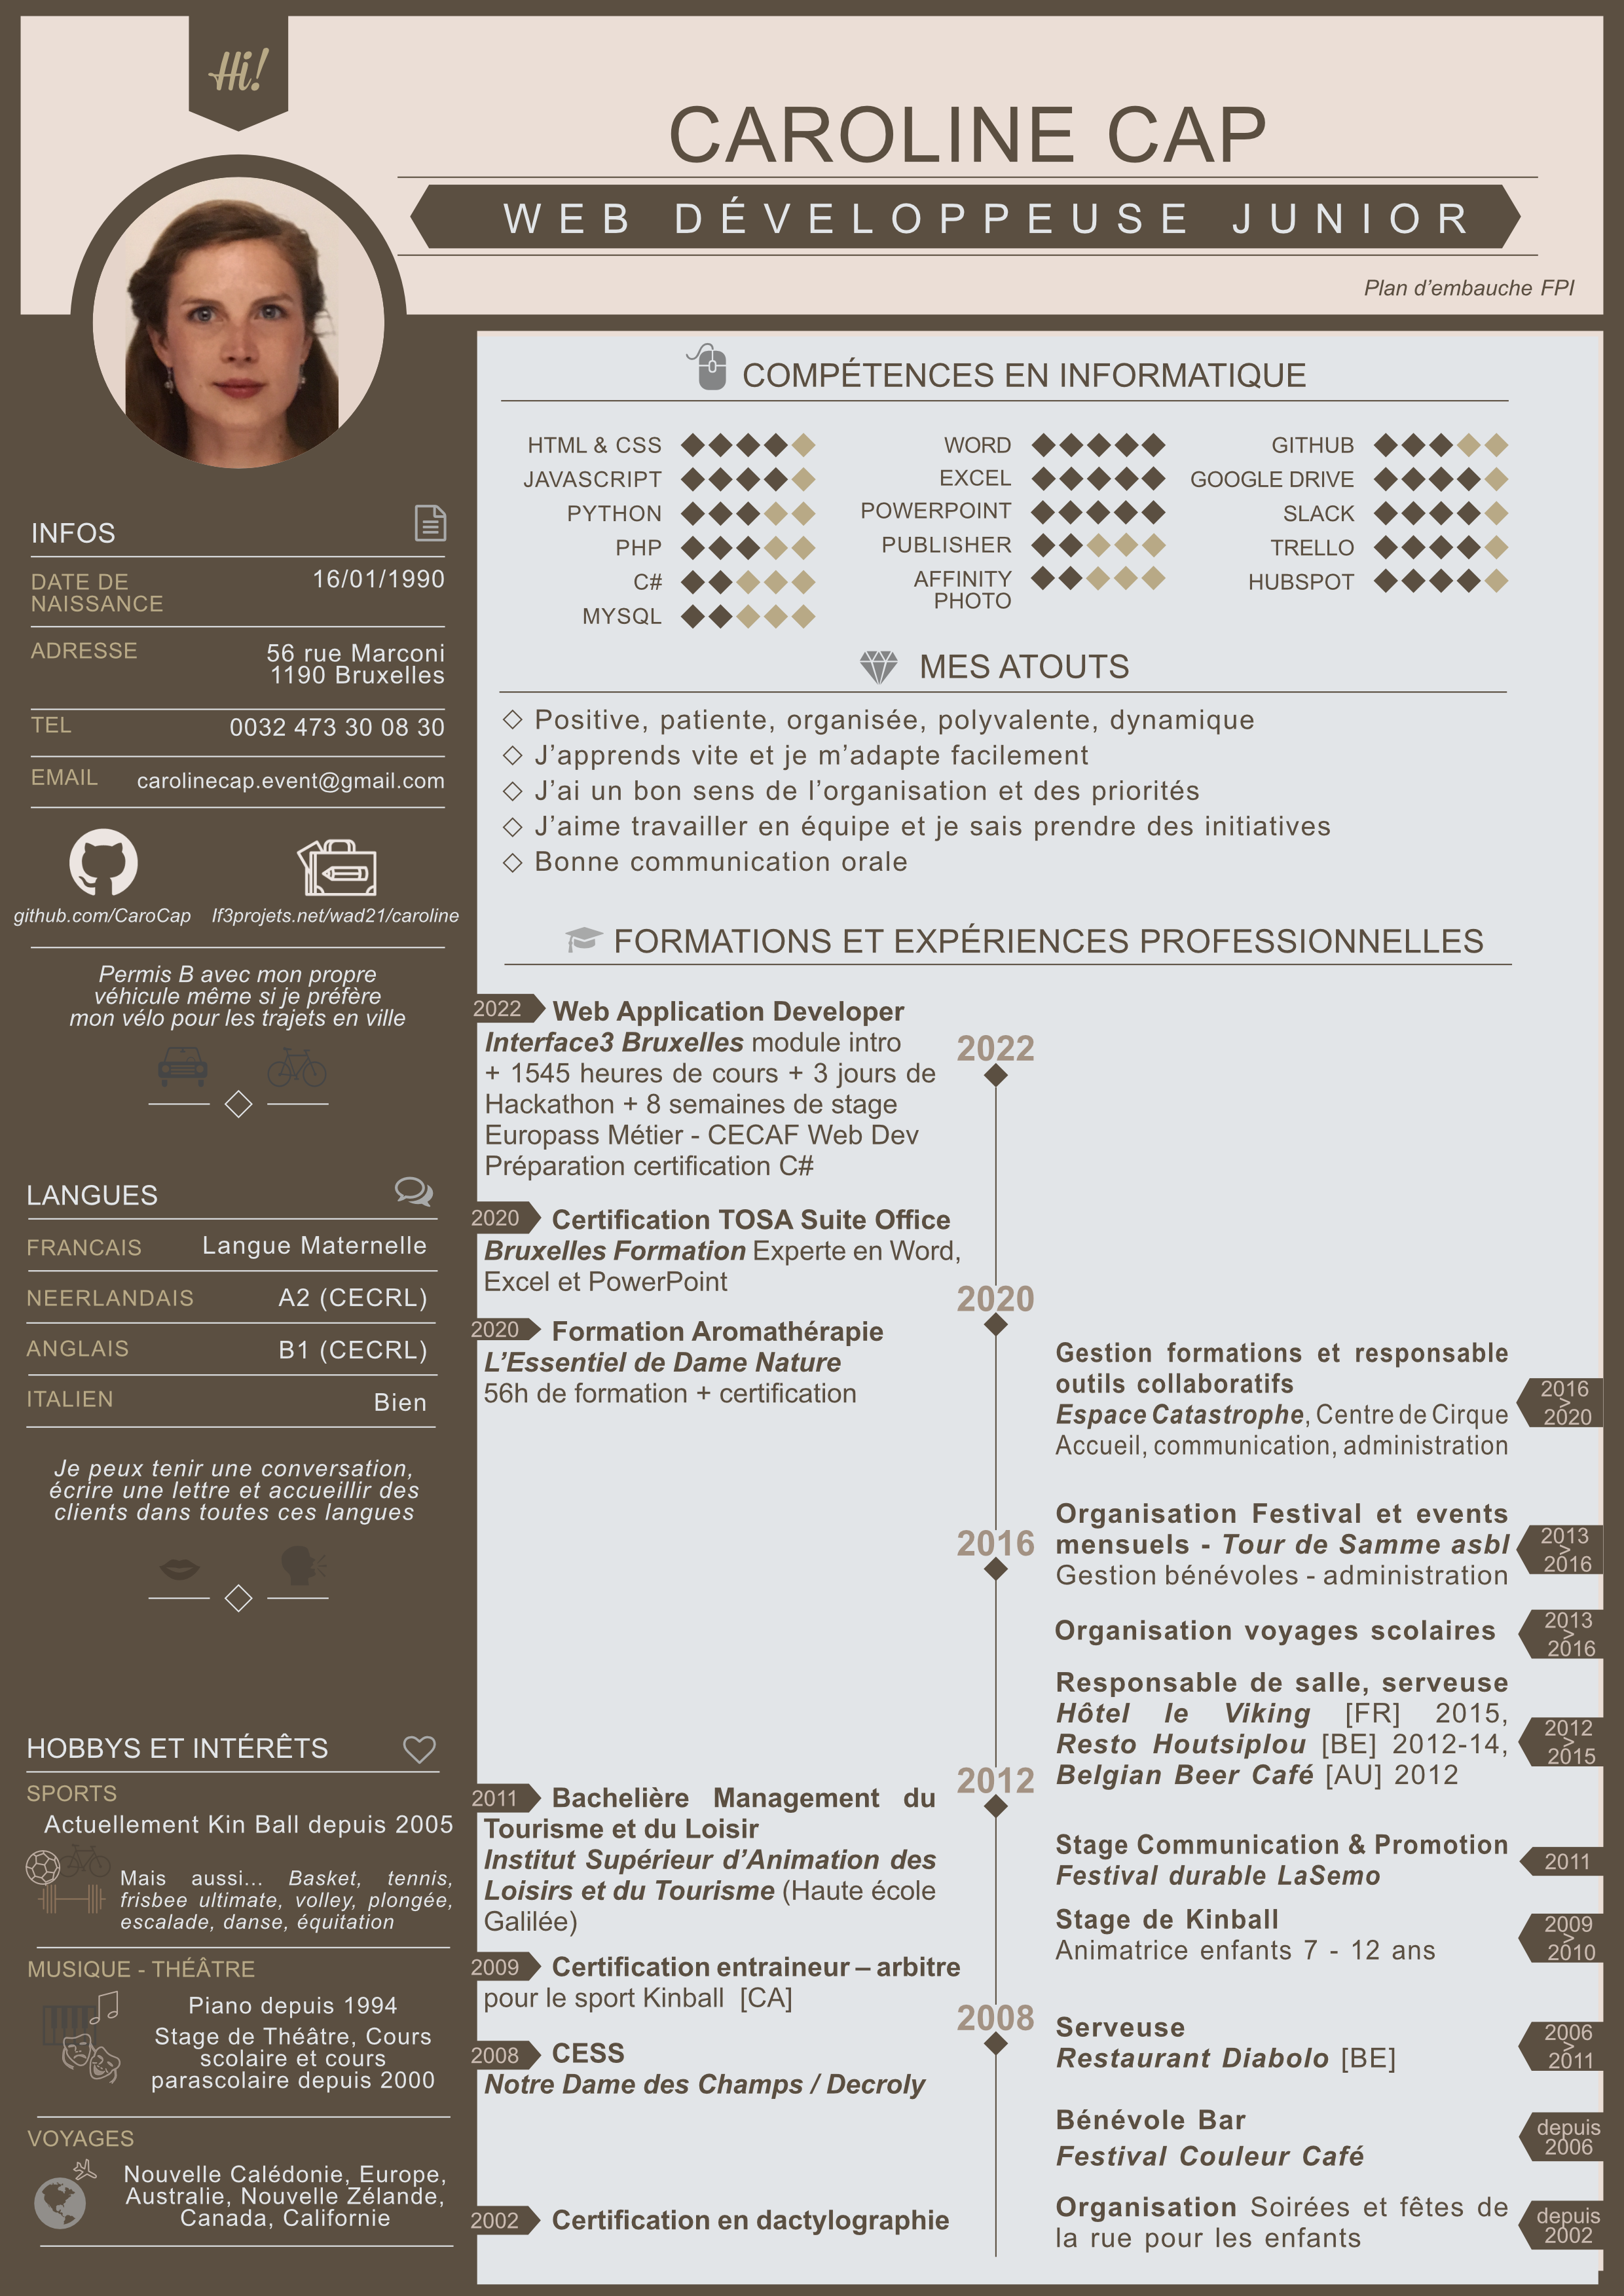 Hi!
CAROLINE CAP
WEB DÉVELOPPEUSE JUNIOR
Plan d’embauche FPI
INFOS
DATE DE
NAISSANCE
16/01/1990
ADRESSE
56 rue Marconi
1190 Bruxelles
TEL
0032 473 30 08 30
EMAIL
carolinecap.event@gmail.com
github.com/CaroCap
lf3projets.net/wad21/caroline
Permis B avec mon propre
véhicule même si je préfère
mon vélo pour les trajets en ville
LANGUES
FRANCAIS Langue Maternelle
NEERLANDAIS A2 (CECRL)
ANGLAIS B1 (CECRL)
ITALIEN Bien
Je peux tenir une conversation,
écrire une lettre et accueillir des
clients dans toutes ces langues
HOBBYS ET INTÉRÊTS
SPORTS
Actuellement Kin Ball depuis 2005
Mais aussi... Basket, tennis,
frisbee ultimate, volley, plongée,
escalade, danse, équitation
MUSIQUE - THÉÂTRE
Piano depuis 1994
Stage de Théâtre, Cours
scolaire et cours
parascolaire depuis 2000
VOYAGES
Nouvelle Calédonie, Europe,
Australie, Nouvelle Zélande,
Canada, Californie
COMPÉTENCES EN INFORMATIQUE
HTML & CSS
JAVASCRIPT
PYTHON
PHP
C#
MYSQL
WORD
EXCEL
POWERPOINT
PUBLISHER
AFFINITY
PHOTO
GITHUB
GOOGLE DRIVE
SLACK
TRELLO
HUBSPOT
MES ATOUTS
Positive, patiente, organisée, polyvalente, dynamique
J’apprends vite et je m’adapte facilement
J’ai un bon sens de l’organisation et des priorités
J’aime travailler en équipe et je sais prendre des initiatives
Bonne communication orale
FORMATIONS ET EXPÉRIENCES PROFESSIONNELLES
2022 Web Application Developer
Interface3 Bruxelles module intro
+ 1545 heures de cours + 3 jours de
Hackathon + 8 semaines de stage
Europass Métier - CECAF Web Dev
Préparation certification C#
2020 Certification TOSA Suite Office
Bruxelles Formation Experte en Word,
Excel et PowerPoint
2020 Formation Aromathérapie
L’Essentiel de Dame Nature
56h de formation + certification
2011 Bachelière Management du
Tourisme et du Loisir
Institut Supérieur d’Animation des
Loisirs et du Tourisme (Haute école
Galilée)
2009 Certification entraineur – arbitre
pour le sport Kinball [CA]
2008 CESS
Notre Dame des Champs / Decroly
2002 Certification en dactylographie
2022
2020
2016
2012
2008
Gestion formations et responsable
outils collaboratifs
Espace Catastrophe, Centre de Cirque
Accueil, communication, administration
2016
>
2020
Organisation Festival et events
mensuels - Tour de Samme asbl
Gestion bénévoles - administration
2013
>
2016
Organisation voyages scolaires
2013
>
2016
Responsable de salle, serveuse
Hôtel le Viking [FR] 2015,
Resto Houtsiplou [BE] 2012-14,
Belgian Beer Café [AU] 2012
2012
>
2015
Stage Communication & Promotion
Festival durable LaSemo
2011
Stage de Kinball
Animatrice enfants 7 - 12 ans
2009
>
2010
Serveuse
Restaurant Diabolo [BE]
2006
>
2011
Bénévole Bar
Festival Couleur Café
depuis
2006
Organisation Soirées et fêtes de
la rue pour les enfants
depuis
2002